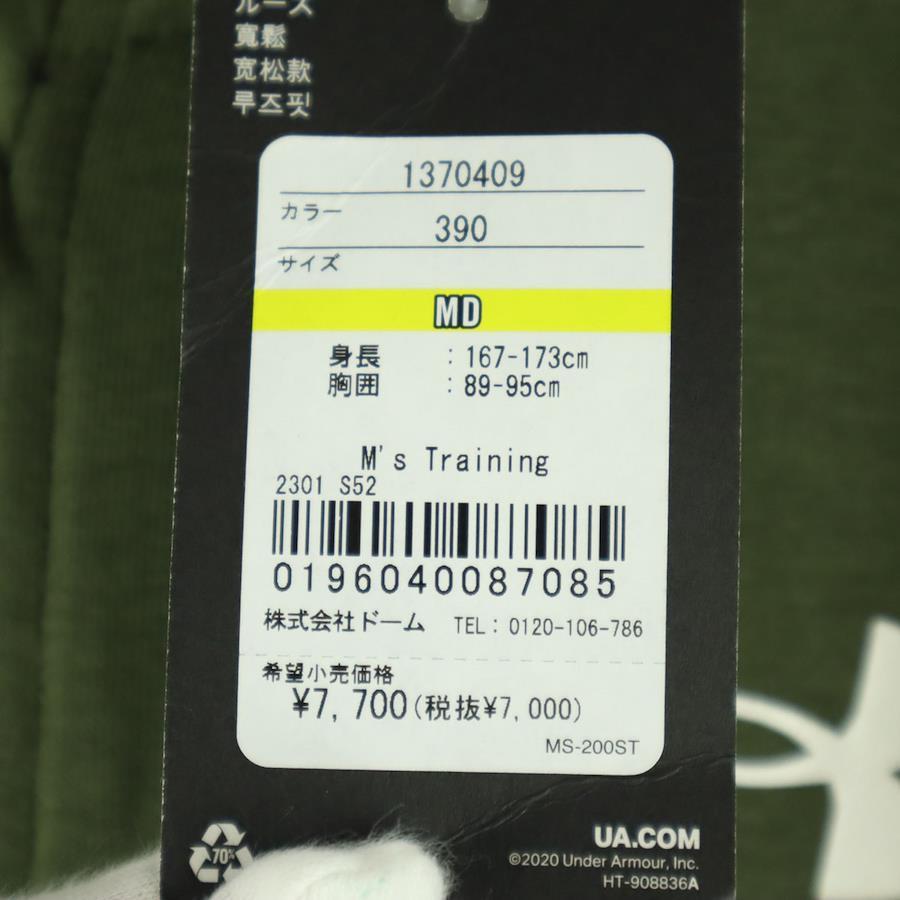 ルーズ
寬鬆
宽松款
루즈핏
1370409
カラー
390
サイズ
MD
身長 : 167-173cm
胸囲 : 89-95cm
M's Training
2301 S52
0196040087085
株式会社ドーム TEL: 0120-106-786
希望小売価格
¥7,700(税抜¥7,000)
MS-200ST
70%
UA.COM
©2020 Under Armour, Inc.
HT-908836A